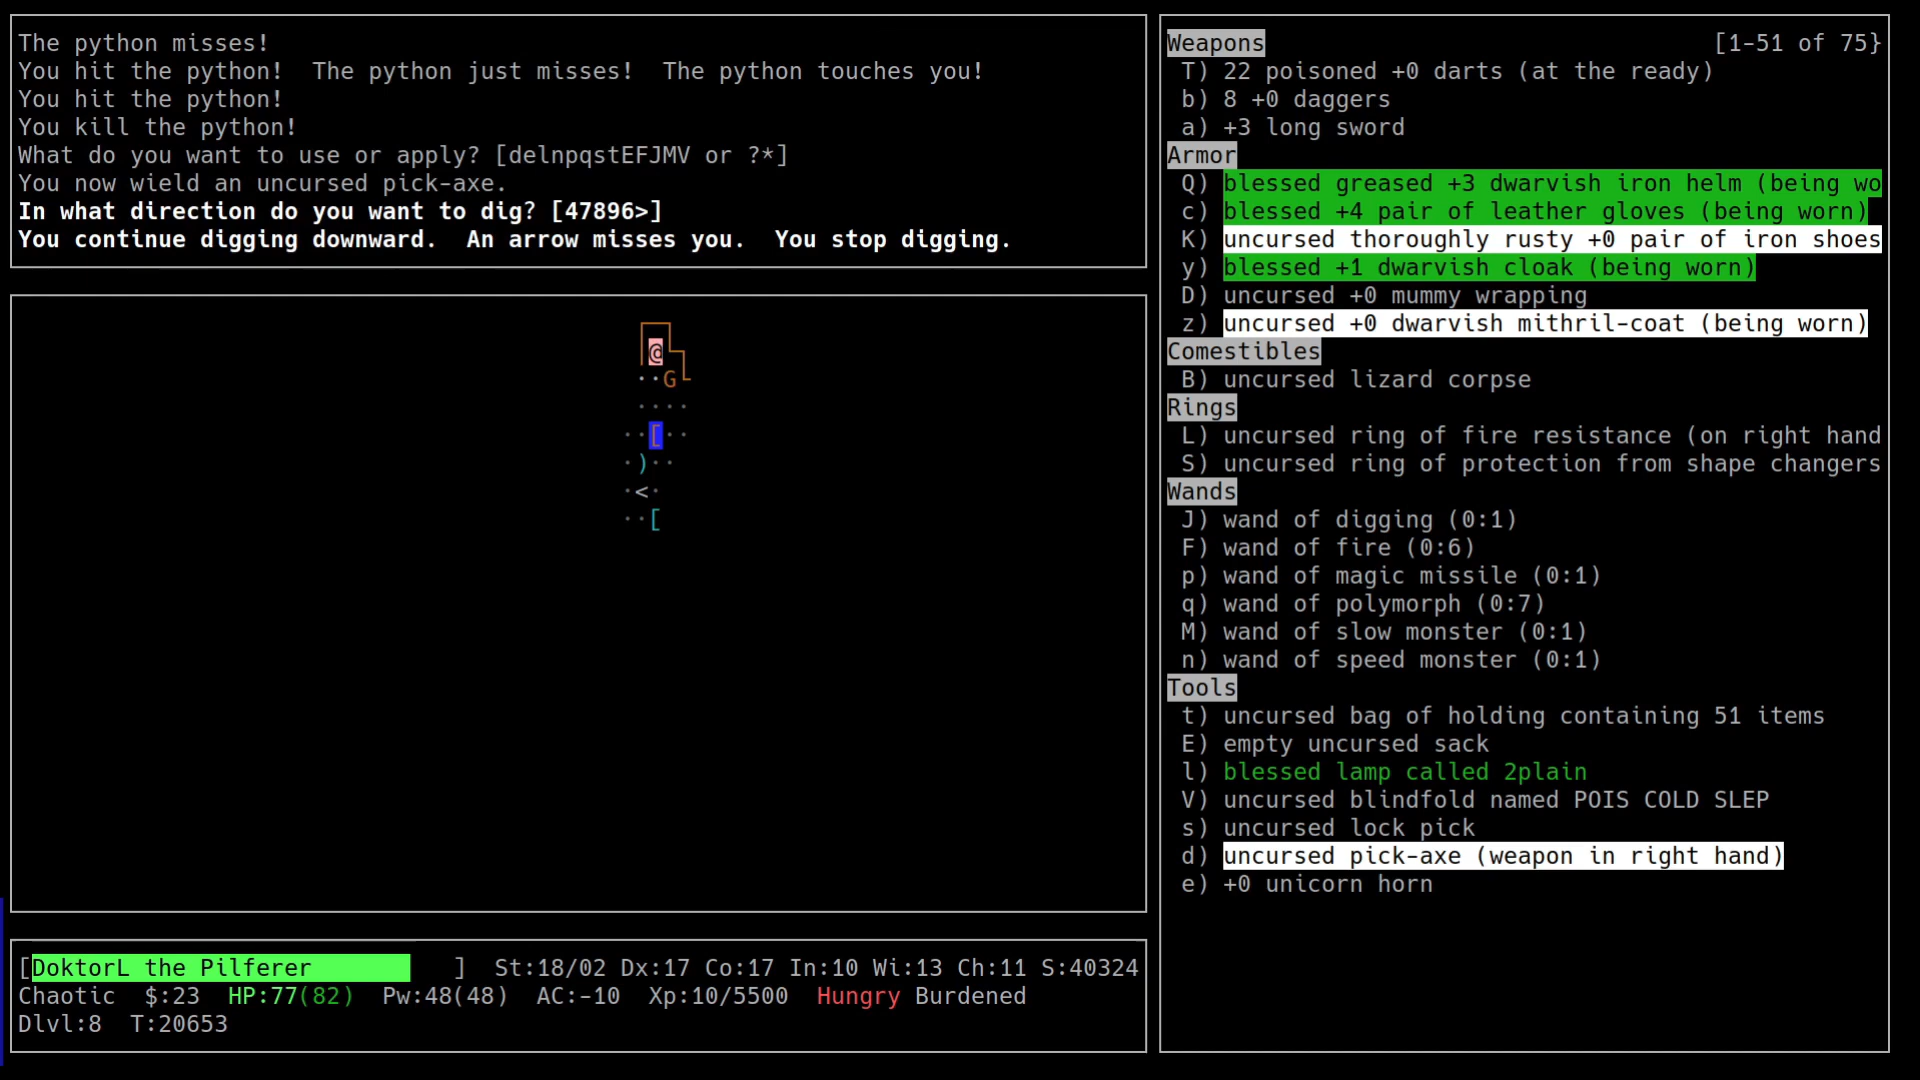 The python misses!
You hit the python!  The python just misses!  The python touches you!
You hit the python!
You kill the python!
What do you want to use or apply? [delnpqstEFJMV or ?*]
You now wield an uncursed pick-axe.
In what direction do you want to dig? [47896>]
You continue digging downward.  An arrow misses you.  You stop digging.
@
··G
····
··[··
·)··
·<·
··[
[DoktorL the Pilferer          ]  St:18/02 Dx:17 Co:17 In:10 Wi:13 Ch:11 S:40324
Chaotic  $:23  HP:77(82)  Pw:48(48)  AC:-10  Xp:10/5500  Hungry Burdened
Dlvl:8  T:20653
Weapons [1-51 of 75}
T) 22 poisoned +0 darts (at the ready)
b) 8 +0 daggers
a) +3 long sword
Armor
Q) blessed greased +3 dwarvish iron helm (being wo
c) blessed +4 pair of leather gloves (being worn)
K) uncursed thoroughly rusty +0 pair of iron shoes
y) blessed +1 dwarvish cloak (being worn)
D) uncursed +0 mummy wrapping
z) uncursed +0 dwarvish mithril-coat (being worn)
Comestibles
B) uncursed lizard corpse
Rings
L) uncursed ring of fire resistance (on right hand
S) uncursed ring of protection from shape changers
Wands
J) wand of digging (0:1)
F) wand of fire (0:6)
p) wand of magic missile (0:1)
q) wand of polymorph (0:7)
M) wand of slow monster (0:1)
n) wand of speed monster (0:1)
Tools
t) uncursed bag of holding containing 51 items
E) empty uncursed sack
l) blessed lamp called 2plain
V) uncursed blindfold named POIS COLD SLEP
s) uncursed lock pick
d) uncursed pick-axe (weapon in right hand)
e) +0 unicorn horn